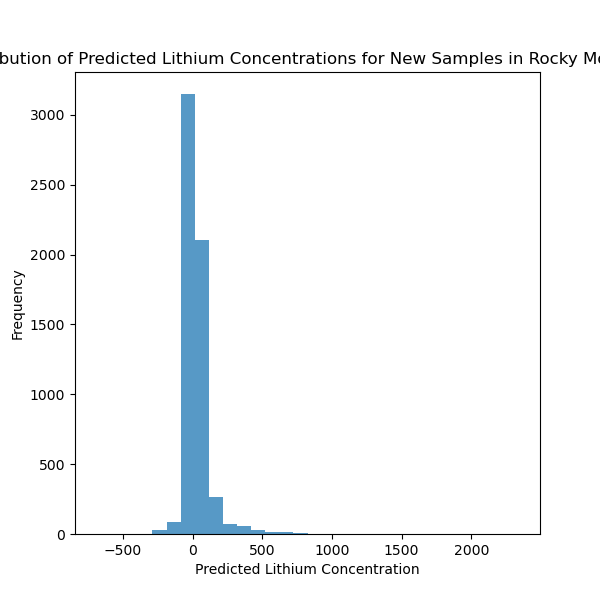 bution of Predicted Lithium Concentrations for New Samples in Rocky Mo
3000
2500
2000
1500
1000
500
0
Frequency
−500 0 500 1000 1500 2000
Predicted Lithium Concentration